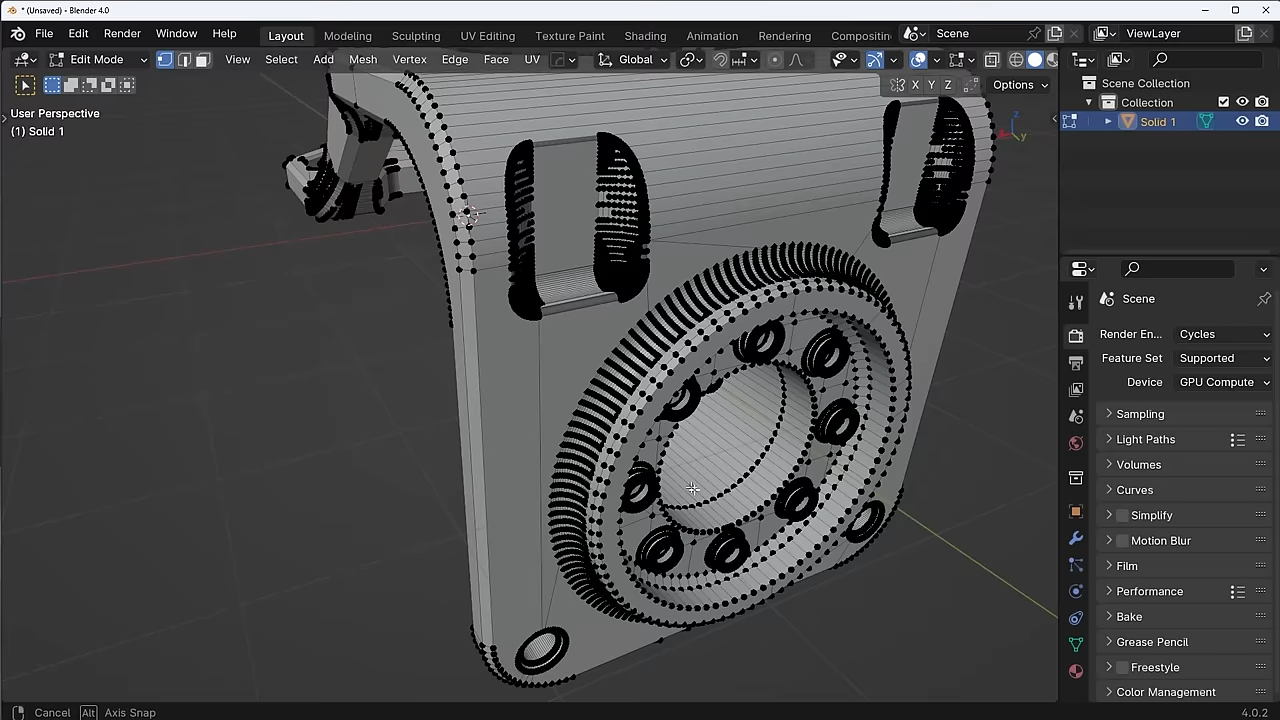 * (Unsaved) - Blender 4.0
File Edit Render Window Help
Layout Modeling Sculpting UV Editing Texture Paint Shading Animation Rendering Compositin
Scene
ViewLayer
Edit Mode
View Select Add Mesh Vertex Edge Face UV
Global
X Y Z
Options
User Perspective
(1) Solid 1
Z
Y
Scene Collection
Collection
Solid 1
Scene
Render En... Cycles
Feature Set Supported
Device GPU Compute
Sampling
Light Paths
Volumes
Curves
Simplify
Motion Blur
Film
Performance
Bake
Grease Pencil
Freestyle
Color Management
Cancel Alt Axis Snap
4.0.2